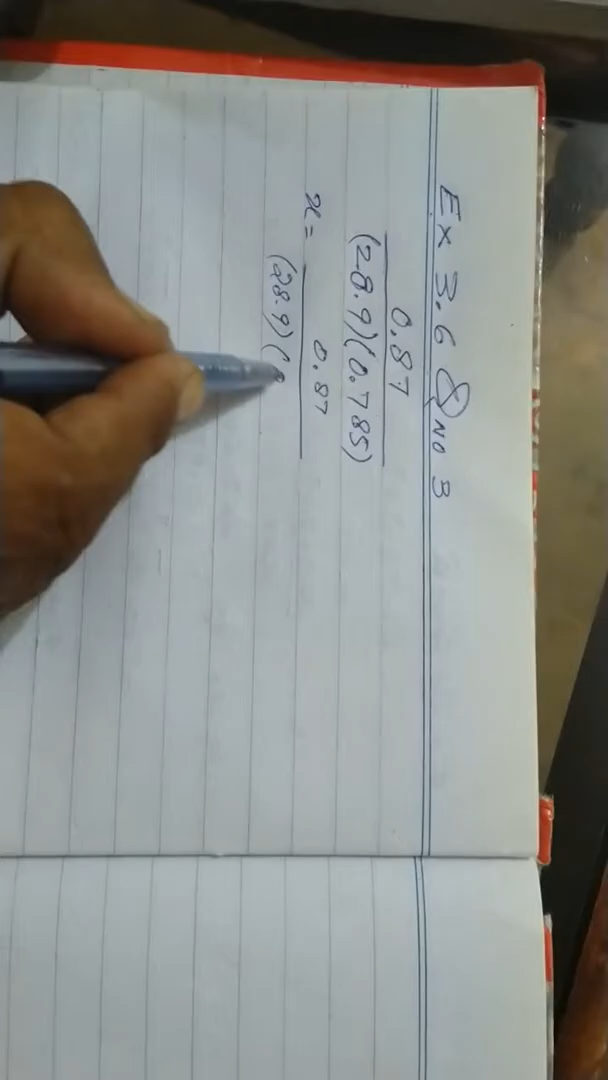 Ex 3.6 Q NO 3
0.87
(28.9)(0.785)
x = 0.87
(28.9)(